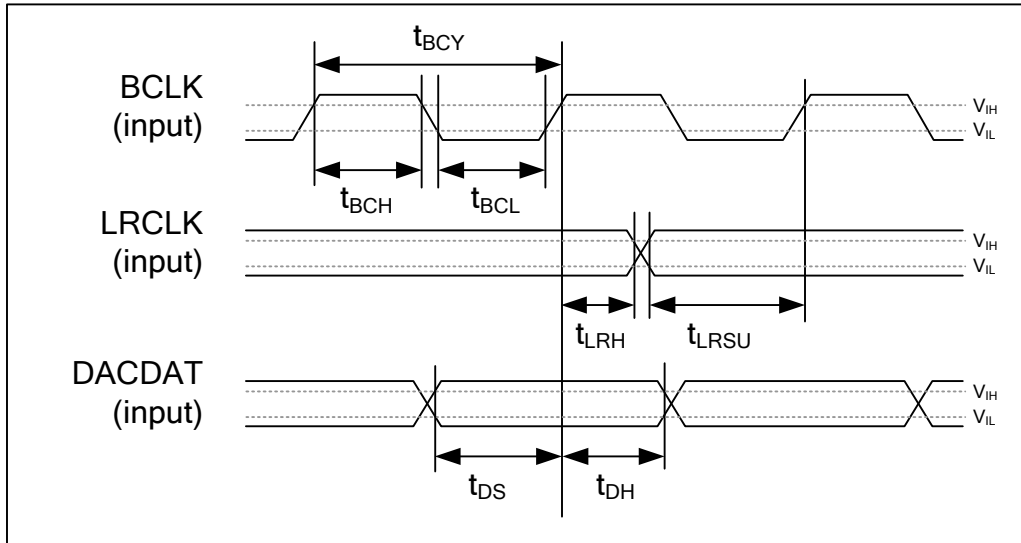 tBCY
BCLK
(input)
VIH
VIL
tBCH
tBCL
LRCLK
(input)
VIH
VIL
tLRH
tLRSU
DACDAT
(input)
VIH
VIL
tDS
tDH